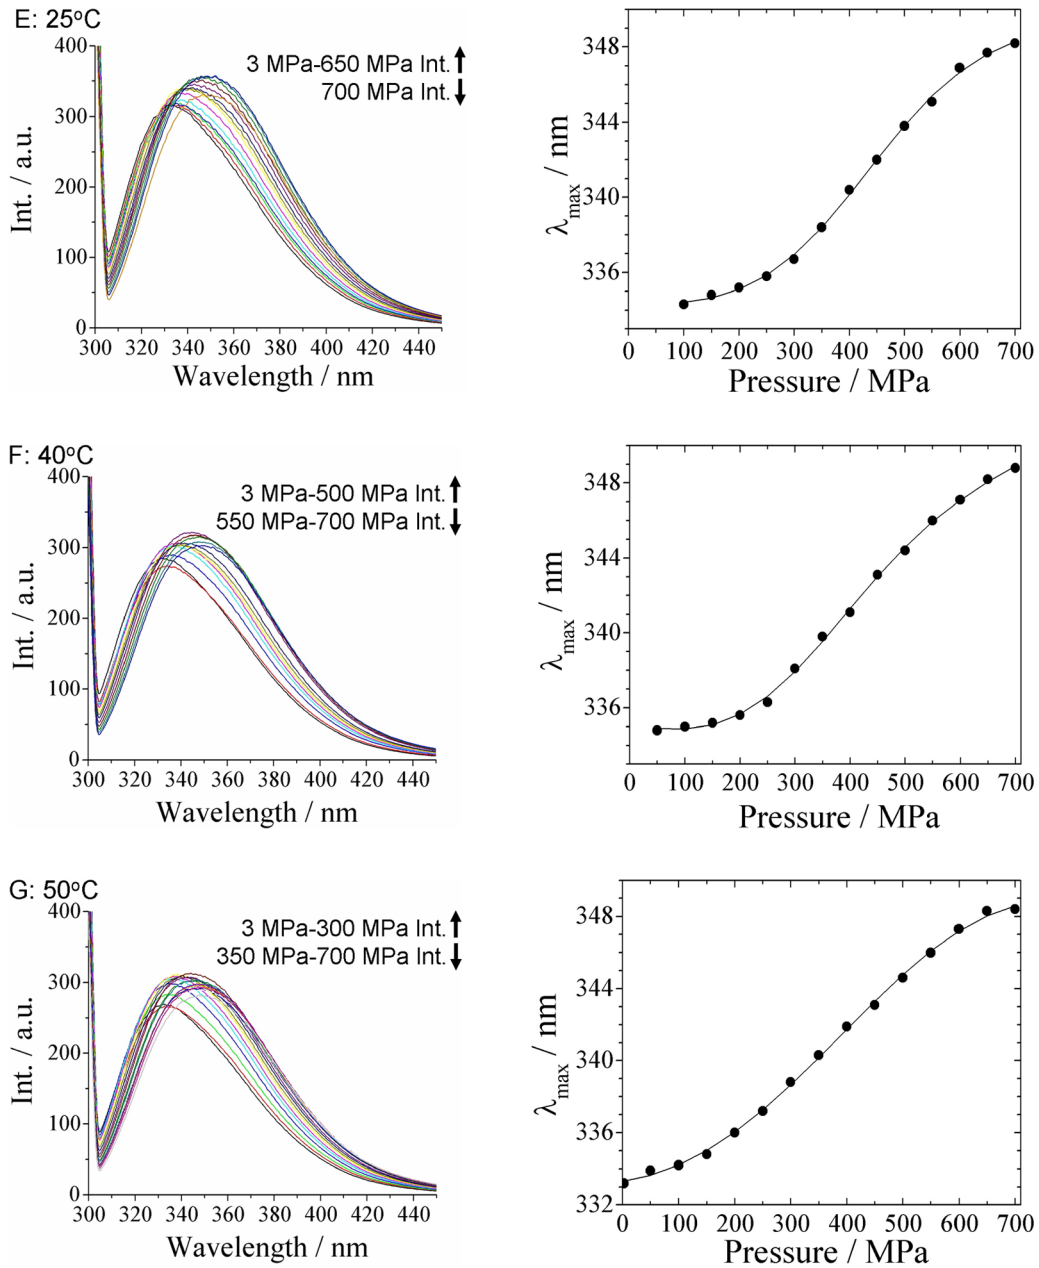 E: 25°C
3 MPa-650 MPa Int.
700 MPa Int.
400
300
200
100
0
300 320 340 360 380 400 420 440
Int. / a.u.
Wavelength / nm
348
344
340
336
0 100 200 300 400 500 600 700
λmax / nm
Pressure / MPa
F: 40°C
3 MPa-500 MPa Int.
550 MPa-700 MPa Int.
400
300
200
100
0
300 320 340 360 380 400 420 440
Int. / a.u.
Wavelength / nm
348
344
340
336
0 100 200 300 400 500 600 700
λmax / nm
Pressure / MPa
G: 50°C
3 MPa-300 MPa Int.
350 MPa-700 MPa Int.
400
300
200
100
0
300 320 340 360 380 400 420 440
Int. / a.u.
Wavelength / nm
348
344
340
336
332
0 100 200 300 400 500 600 700
λmax / nm
Pressure / MPa